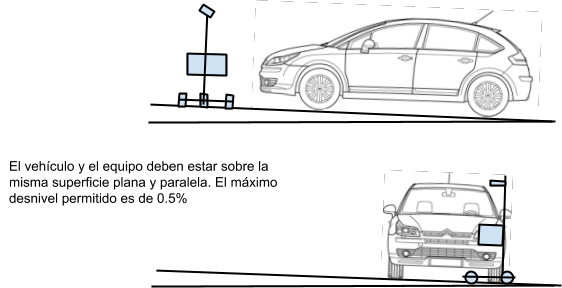 El vehículo y el equipo deben estar sobre la
misma superficie plana y paralela. El máximo
desnivel permitido es de 0.5%